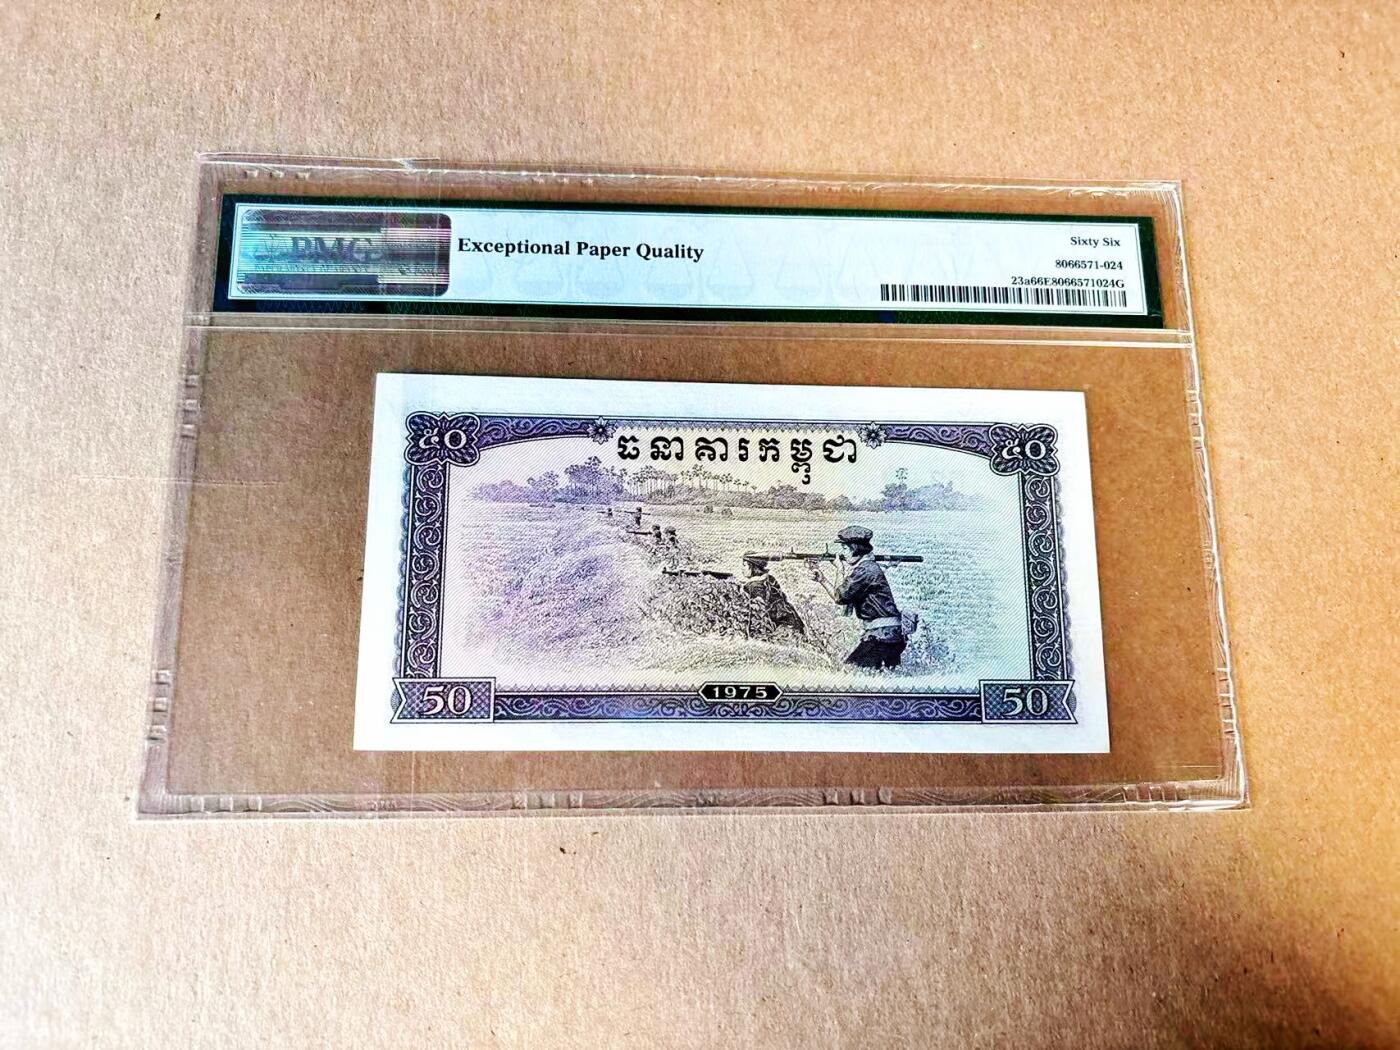 PMG
Exceptional Paper Quality
Sixty Six
8066571-024
23a66E8066571024G
៥០ ធនាគារកម្ពុជា ៥០
50 1975 50